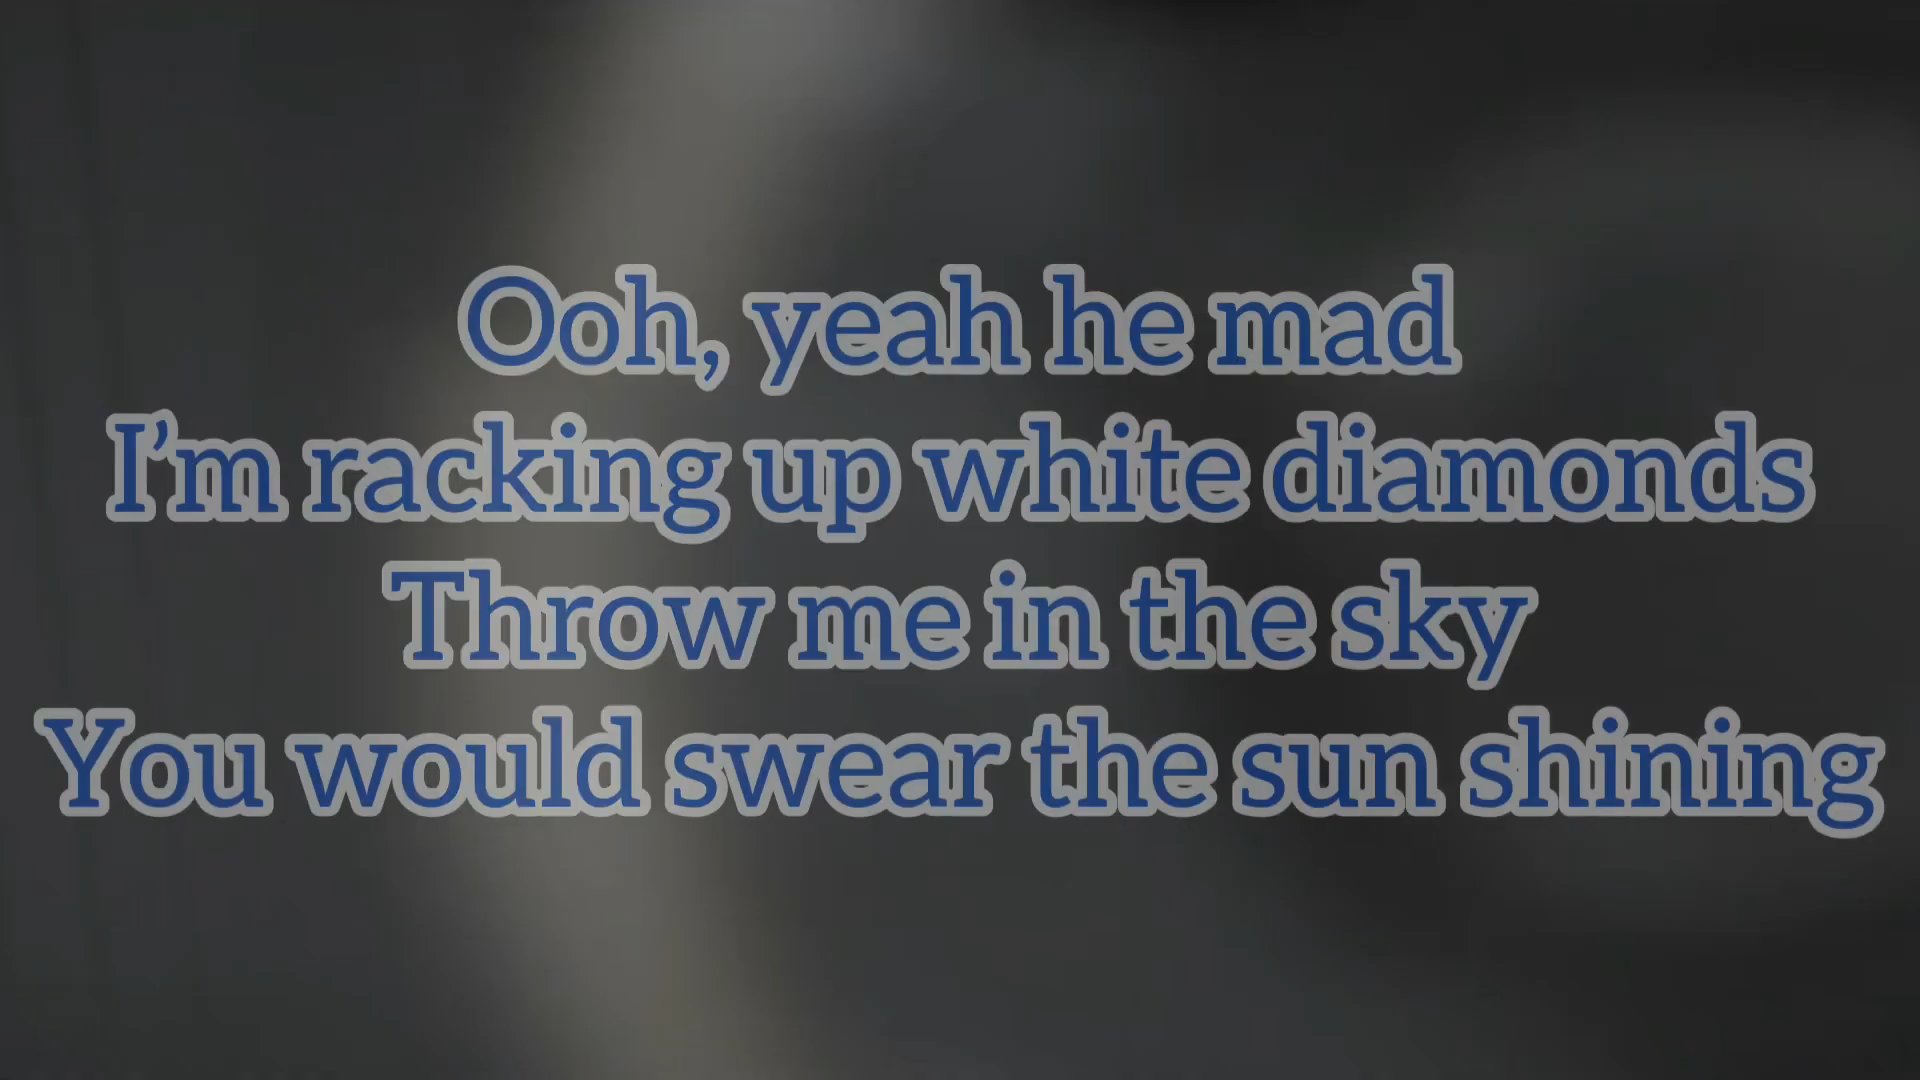 Ooh, yeah he mad
I’m racking up white diamonds
Throw me in the sky
You would swear the sun shining